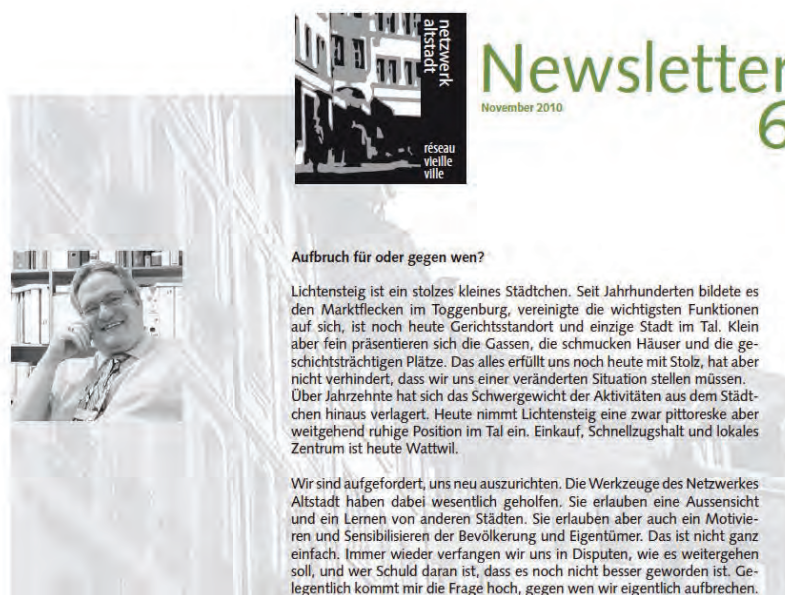 netzwerk
altstadt
réseau
vieille
ville
Newsletter
November 2010
6
Aufbruch für oder gegen wen?
Lichtensteig ist ein stolzes kleines Städtchen. Seit Jahrhunderten bildete es
den Marktflecken im Toggenburg, vereinigte die wichtigsten Funktionen
auf sich, ist noch heute Gerichtsstandort und einzige Stadt im Tal. Klein
aber fein präsentieren sich die Gassen, die schmucken Häuser und die ge-
schichtsträchtigen Plätze. Das alles erfüllt uns noch heute mit Stolz, hat aber
nicht verhindert, dass wir uns einer veränderten Situation stellen müssen.
Über Jahrzehnte hat sich das Schwergewicht der Aktivitäten aus dem Städt-
chen hinaus verlagert. Heute nimmt Lichtensteig eine zwar pittoreske aber
weitgehend ruhige Position im Tal ein. Einkauf, Schnellzugshalt und lokales
Zentrum ist heute Wattwil.
Wir sind aufgefordert, uns neu auszurichten. Die Werkzeuge des Netzwerkes
Altstadt haben dabei wesentlich geholfen. Sie erlauben eine Aussensicht
und ein Lernen von anderen Städten. Sie erlauben aber auch ein Motivie-
ren und Sensibilisieren der Bevölkerung und Eigentümer. Das ist nicht ganz
einfach. Immer wieder verfangen wir uns in Disputen, wie es weitergehen
soll, und wer Schuld daran ist, dass es noch nicht besser geworden ist. Ge-
legentlich kommt mir die Frage hoch, gegen wen wir eigentlich aufbrechen.